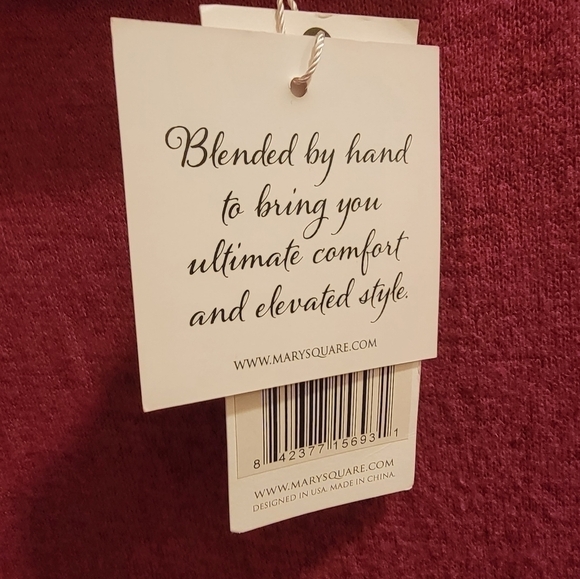 Blended by hand
to bring you
ultimate comfort
and elevated style.
WWW.MARYSQUARE.COM
8 42377 15693 1
WWW.MARYSQUARE.COM
DESIGNED IN USA. MADE IN CHINA.